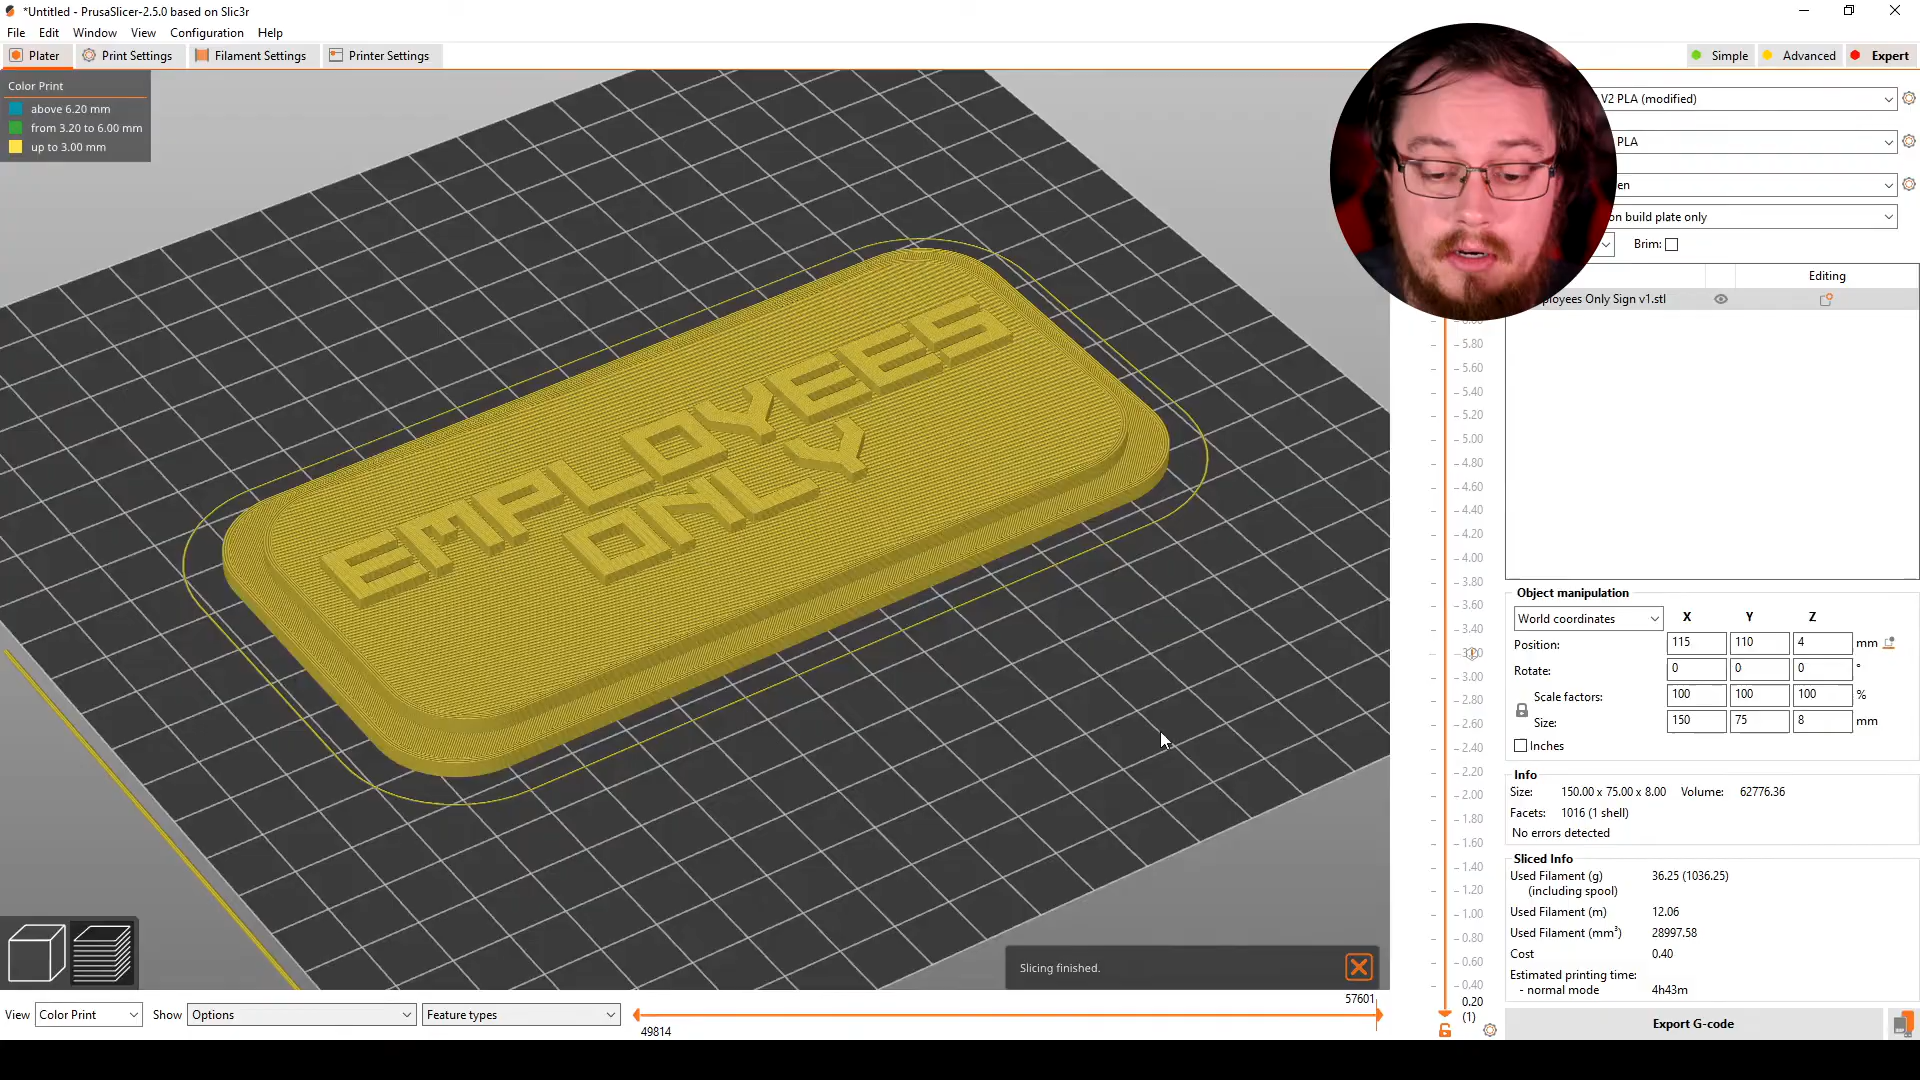 *Untitled - PrusaSlicer-2.5.0 based on Slic3r
File Edit Window View Configuration Help
Plater Print Settings Filament Settings Printer Settings
Simple Advanced Expert
Color Print
above 6.20 mm
from 3.20 to 6.00 mm
up to 3.00 mm
V2 PLA (modified)
PLA
en
on build plate only
Brim:
Editing
ployees Only Sign v1.stl
EMPLOYEES
ONLY
5.80
5.60
5.40
5.20
5.00
4.80
4.60
4.40
4.20
4.00
3.80
3.60
3.40
3.00
2.80
2.60
2.40
2.20
2.00
1.80
1.60
1.40
1.20
1.00
0.80
0.60
0.40
0.20
(1)
Object manipulation
World coordinates X Y Z
Position: 115 110 4 mm
Rotate: 0 0 0 °
Scale factors: 100 100 100 %
Size: 150 75 8 mm
Inches
Info
Size: 150.00 x 75.00 x 8.00 Volume: 62776.36
Facets: 1016 (1 shell)
No errors detected
Sliced Info
Used Filament (g) 36.25 (1036.25)
(including spool)
Used Filament (m) 12.06
Used Filament (mm³) 28997.58
Cost 0.40
Estimated printing time:
- normal mode 4h43m
Export G-code
Slicing finished.
View Color Print Show Options Feature types
57601
49814